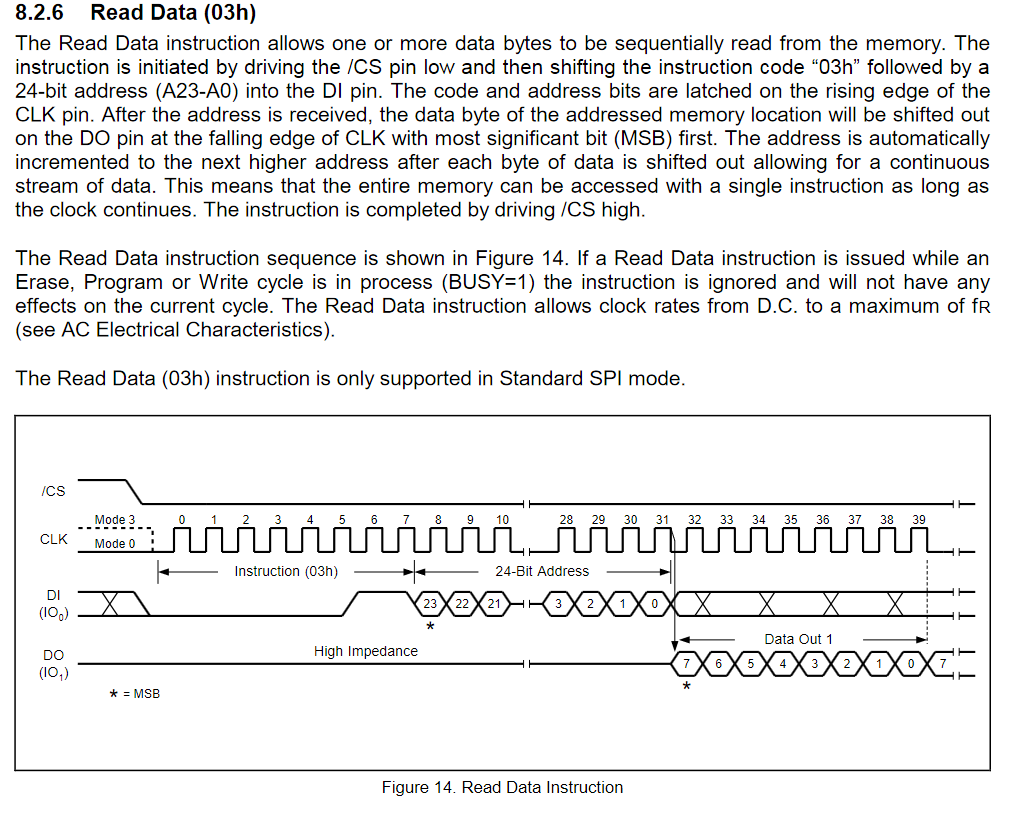 8.2.6 Read Data (03h)
The Read Data instruction allows one or more data bytes to be sequentially read from the memory. The
instruction is initiated by driving the /CS pin low and then shifting the instruction code “03h” followed by a
24-bit address (A23-A0) into the DI pin. The code and address bits are latched on the rising edge of the
CLK pin. After the address is received, the data byte of the addressed memory location will be shifted out
on the DO pin at the falling edge of CLK with most significant bit (MSB) first. The address is automatically
incremented to the next higher address after each byte of data is shifted out allowing for a continuous
stream of data. This means that the entire memory can be accessed with a single instruction as long as
the clock continues. The instruction is completed by driving /CS high.
The Read Data instruction sequence is shown in Figure 14. If a Read Data instruction is issued while an
Erase, Program or Write cycle is in process (BUSY=1) the instruction is ignored and will not have any
effects on the current cycle. The Read Data instruction allows clock rates from D.C. to a maximum of fR
(see AC Electrical Characteristics).
The Read Data (03h) instruction is only supported in Standard SPI mode.
/CS
Mode 3 0 1 2 3 4 5 6 7 8 9 10 28 29 30 31 32 33 34 35 36 37 38 39
CLK Mode 0
Instruction (03h) 24-Bit Address
DI
(IO0)
23 22 21 3 2 1 0
*
Data Out 1
High Impedance
DO
(IO1)
7 6 5 4 3 2 1 0 7
*
* = MSB
Figure 14. Read Data Instruction